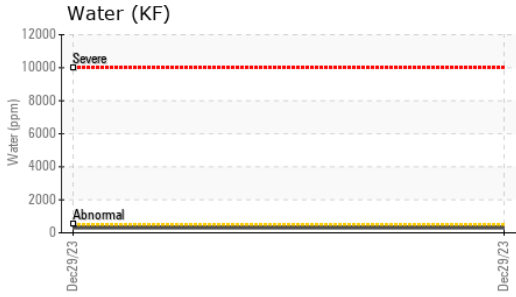 Water (KF)
12000
Severe
10000
8000
Water (ppm)
6000
4000
2000
Abnormal
0
Dec29/23
Dec29/23